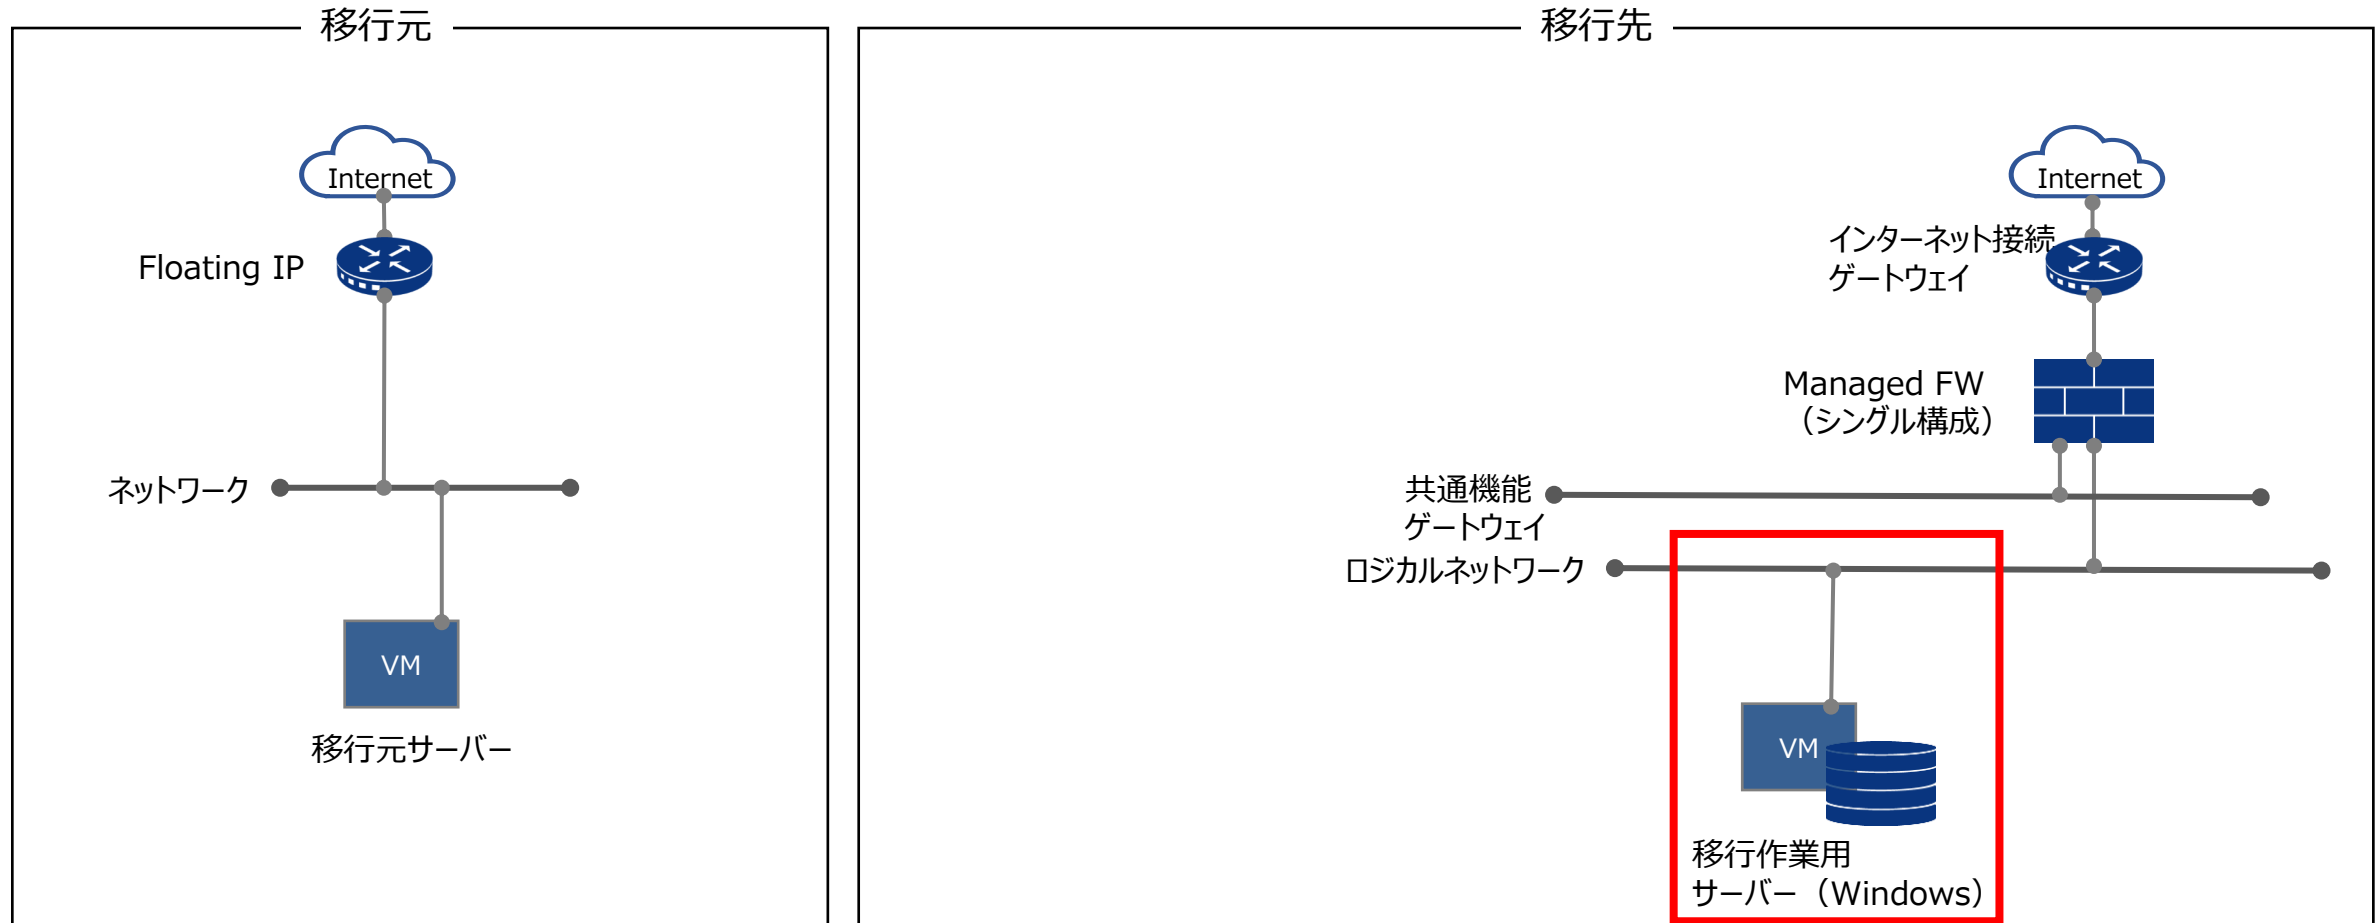 移行元
移行先
Internet
Floating IP
ネットワーク
VM
移行元サーバー
Internet
インターネット接続
ゲートウェイ
Managed FW
（シングル構成）
共通機能
ゲートウェイ
ロジカルネットワーク
VM
移行作業用
サーバー（Windows）